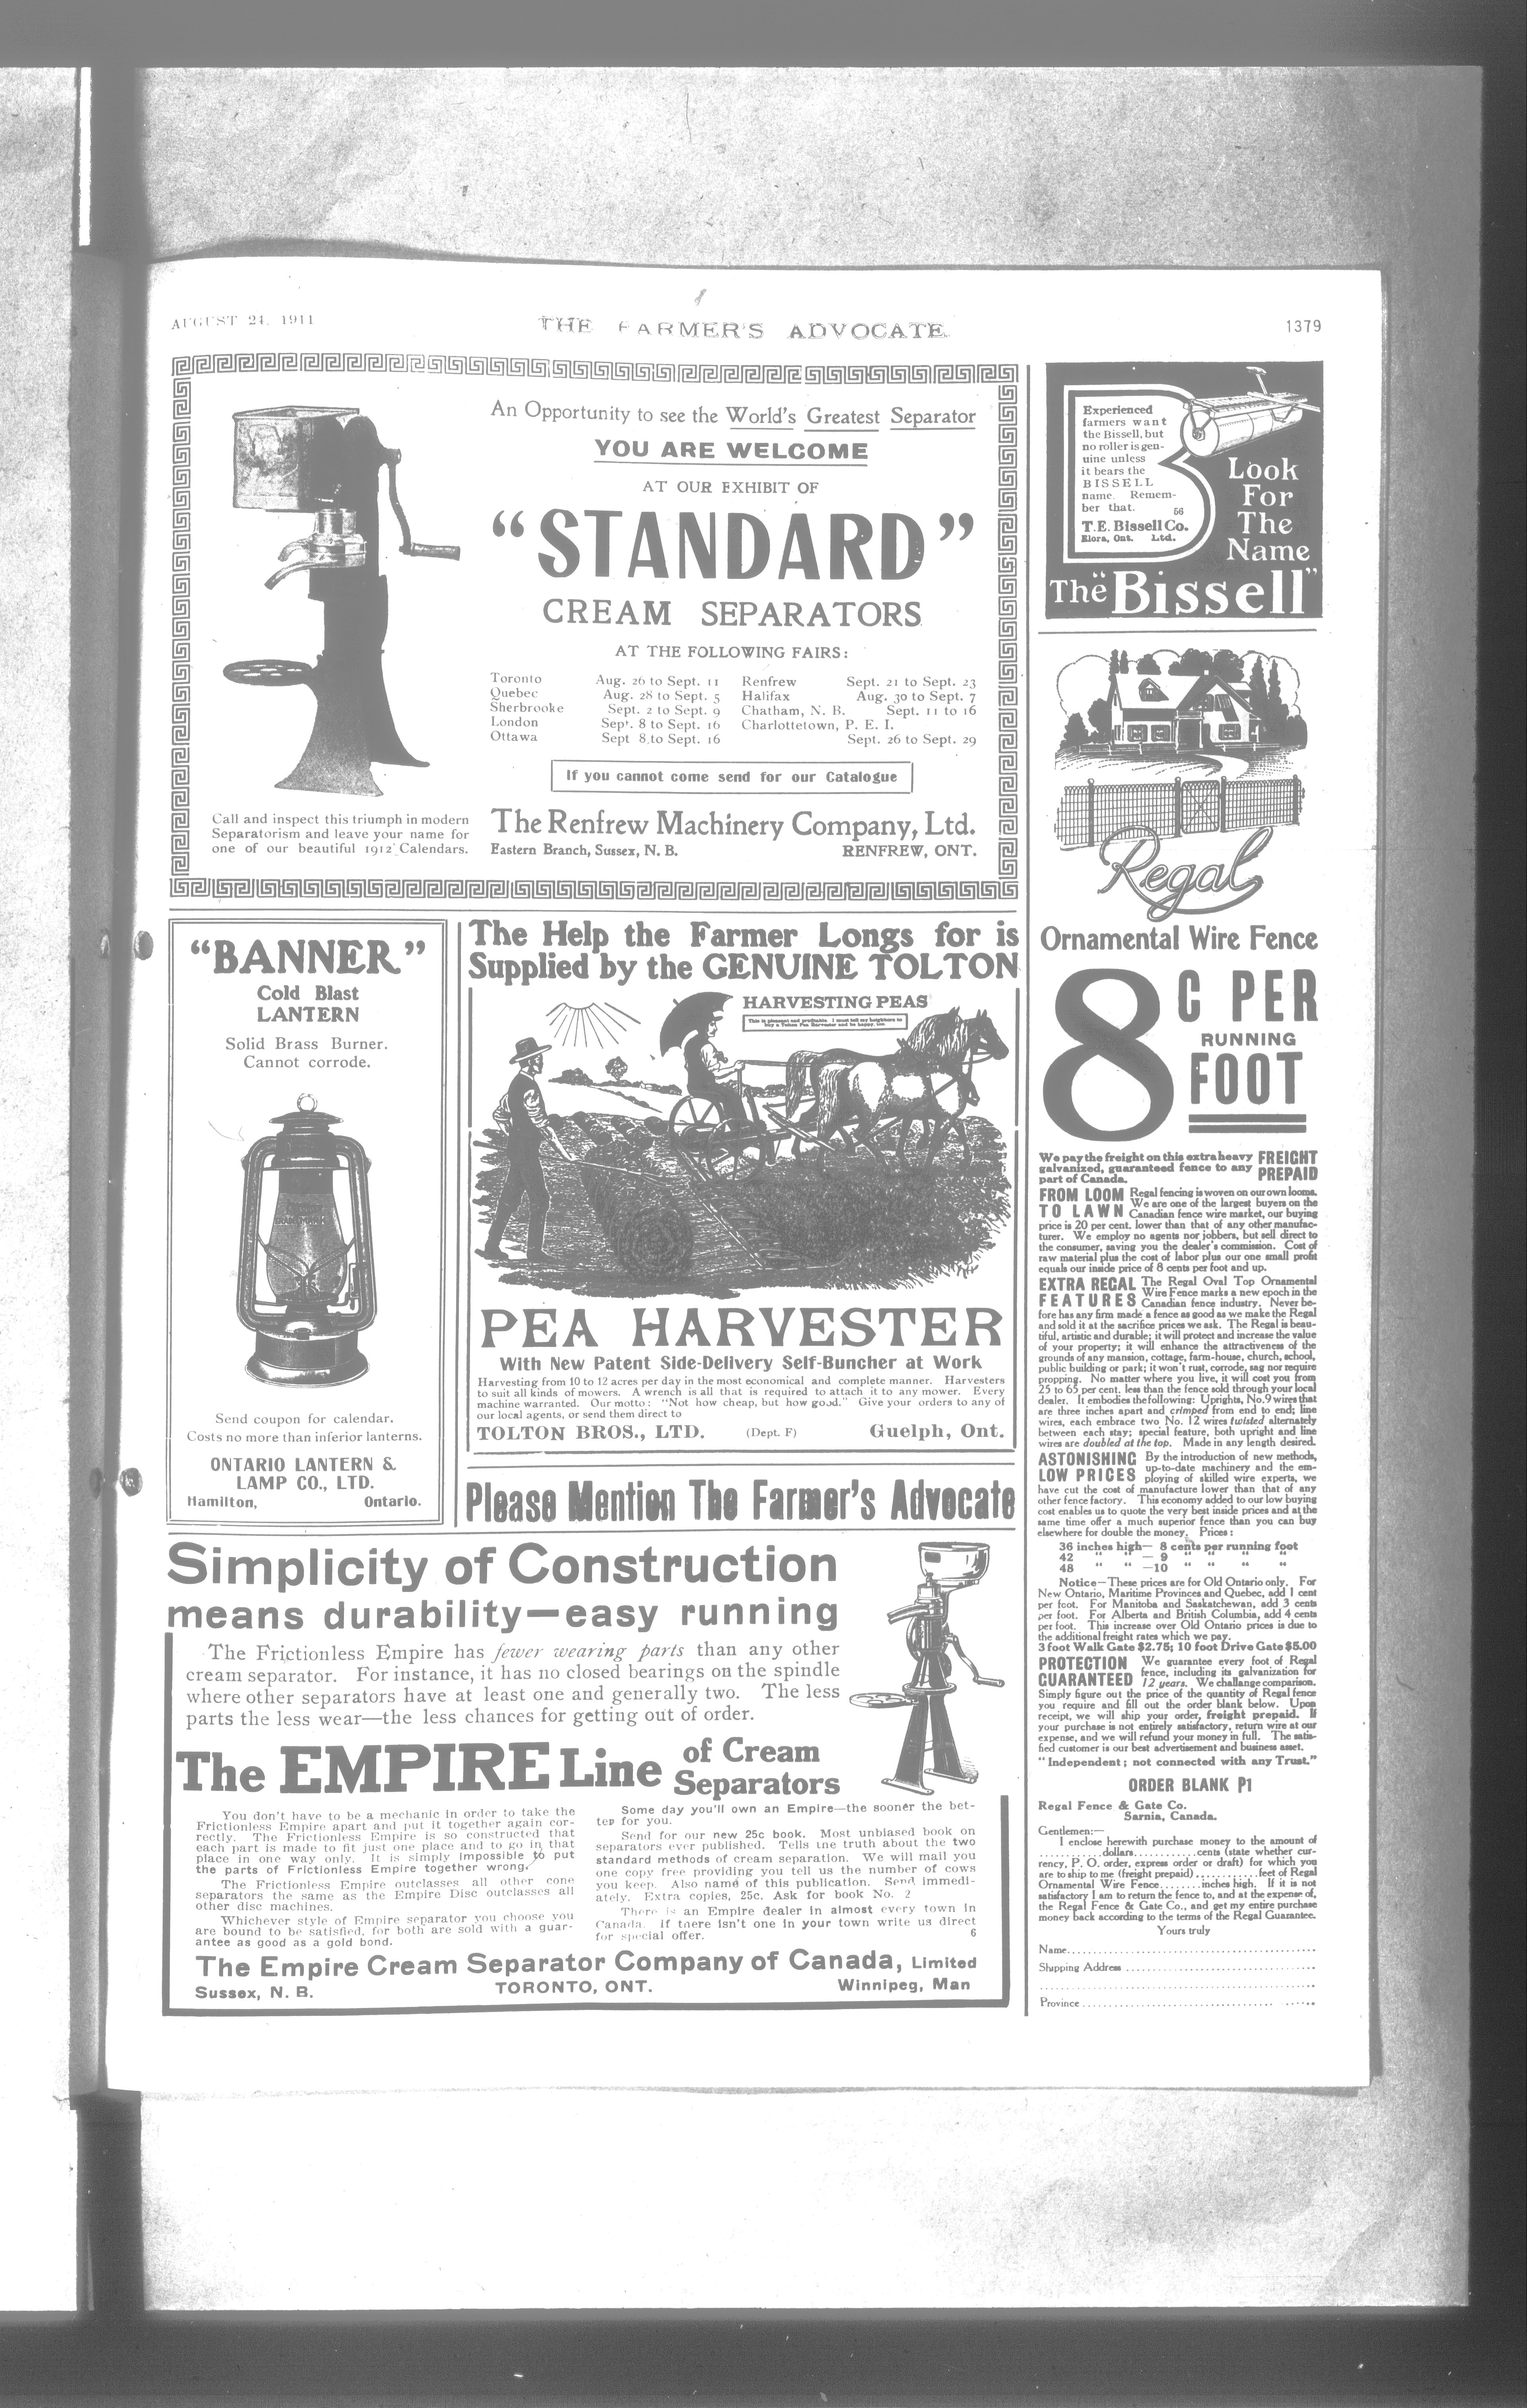 AUGUST 24, 1911
THE FARMER'S ADVOCATE.
1379
An Opportunity to see the World's Greatest Separator
YOU ARE WELCOME
AT OUR EXHIBIT OF
"STANDARD"
CREAM SEPARATORS
AT THE FOLLOWING FAIRS:
Toronto Aug. 26 to Sept. 11
Quebec Aug. 28 to Sept. 5
Sherbrooke Sept. 2 to Sept. 9
London Sept. 8 to Sept. 16
Ottawa Sept 8 to Sept. 16
Renfrew Sept. 21 to Sept. 23
Halifax Aug. 30 to Sept. 7
Chatham, N. B. Sept. 11 to 16
Charlottetown, P. E. I.
Sept. 26 to Sept. 29
If you cannot come send for our Catalogue
Call and inspect this triumph in modern
Separatorism and leave your name for
one of our beautiful 1912 Calendars.
The Renfrew Machinery Company, Ltd.
Eastern Branch, Sussex, N. B. RENFREW, ONT.
"BANNER"
Cold Blast
LANTERN
Solid Brass Burner.
Cannot corrode.
Send coupon for calendar.
Costs no more than inferior lanterns.
ONTARIO LANTERN &
LAMP CO., LTD.
Hamilton, Ontario.
The Help the Farmer Longs for is
Supplied by the GENUINE TOLTON
HARVESTING PEAS
This is pleasant and profitable. I must tell my neighbors to
buy a Tolton Pea Harvester and be happy, too
PEA HARVESTER
With New Patent Side-Delivery Self-Buncher at Work
Harvesting from 10 to 12 acres per day in the most economical and complete manner. Harvesters
to suit all kinds of mowers. A wrench is all that is required to attach it to any mower. Every
machine warranted. Our motto: "Not how cheap, but how good." Give your orders to any of
our local agents, or send them direct to
TOLTON BROS., LTD. (Dept. F) Guelph, Ont.
Please Mention The Farmer's Advocate
Simplicity of Construction
means durability—easy running
The Frictionless Empire has fewer wearing parts than any other
cream separator. For instance, it has no closed bearings on the spindle
where other separators have at least one and generally two. The less
parts the less wear—the less chances for getting out of order.
The EMPIRE Line of Cream
Separators
You don't have to be a mechanic in order to take the
Frictionless Empire apart and put it together again cor-
rectly. The Frictionless Empire is so constructed that
each part is made to fit just one place and to go in that
place in one way only. It is simply impossible to put
the parts of Frictionless Empire together wrong.
The Frictionless Empire outclasses all other cone
separators the same as the Empire Disc outclasses all
other disc machines.
Whichever style of Empire separator you choose you
are bound to be satisfied, for both are sold with a guar-
antee as good as a gold bond.
Some day you'll own an Empire—the sooner the bet-
ter for you.
Send for our new 25c book. Most unbiased book on
separators ever published. Tells the truth about the two
standard methods of cream separation. We will mail you
one copy free providing you tell us the number of cows
you keep. Also name of this publication. Send immedi-
ately. Extra copies, 25c. Ask for book No. 2
There is an Empire dealer in almost every town in
Canada. If there isn't one in your town write us direct
for special offer. 6
The Empire Cream Separator Company of Canada, Limited
Sussex, N. B. TORONTO, ONT. Winnipeg, Man
Experienced
farmers want
the Bissell, but
no roller is gen-
uine unless
it bears the
BISSELL
name. Remem-
ber that. 56
T.E. Bissell Co.
Elora, Ont. Ltd.
Look
For
The
Name
The "Bissell"
Regal
Ornamental Wire Fence
8 C PER
RUNNING
FOOT
We pay the freight on this extra heavy FREIGHT
galvanized, guaranteed fence to any PREPAID
part of Canada.
FROM LOOM Regal fencing is woven on our own looms.
TO LAWN We are one of the largest buyers on the
Canadian fence wire market, our buying
price is 20 per cent. lower than that of any other manufac-
turer. We employ no agents nor jobbers, but sell direct to
the consumer, saving you the dealer's commission. Cost of
raw material plus the cost of labor plus our one small profit
equals our inside price of 8 cents per foot and up.
EXTRA REGAL The Regal Oval Top Ornamental
FEATURES Wire Fence marks a new epoch in the
Canadian fence industry. Never be-
fore has any firm made a fence as good as we make the Regal
and sold it at the sacrifice prices we ask. The Regal is beau-
tiful, artistic and durable; it will protect and increase the value
of your property; it will enhance the attractiveness of the
grounds of any mansion, cottage, farm-house, church, school,
public building or park; it won't rust, corrode, sag nor require
propping. No matter where you live, it will cost you from
25 to 65 per cent. less than the fence sold through your local
dealer. It embodies the following: Uprights, No. 9 wires that
are three inches apart and crimped from end to end; line
wires, each embrace two No. 12 wires twisted alternately
between each stay; special feature, both upright and line
wires are doubled at the top. Made in any length desired.
ASTONISHING By the introduction of new methods,
LOW PRICES up-to-date machinery and the em-
ploying of skilled wire experts, we
have cut the cost of manufacture lower than that of any
other fence factory. This economy added to our low buying
cost enables us to quote the very best inside prices and at the
same time offer a much superior fence than you can buy
elsewhere for double the money. Prices:
36 inches high— 8 cents per running foot
42 " " — 9 " " " "
48 " " —10 " " " "
Notice—These prices are for Old Ontario only. For
New Ontario, Maritime Provinces and Quebec, add 1 cent
per foot. For Manitoba and Saskatchewan, add 3 cents
per foot. For Alberta and British Columbia, add 4 cents
per foot. This increase over Old Ontario prices is due to
the additional freight rates which we pay.
3 foot Walk Gate $2.75; 10 foot Drive Gate $5.00
PROTECTION We guarantee every foot of Regal
GUARANTEED fence, including its galvanization for
12 years. We challange comparison.
Simply figure out the price of the quantity of Regal fence
you require and fill out the order blank below. Upon
receipt, we will ship your order, freight prepaid. If
your purchase is not entirely satisfactory, return wire at our
expense, and we will refund your money in full. The satis-
fied customer is our best advertisement and business asset.
"Independent; not connected with any Trust."
ORDER BLANK P1
Regal Fence & Gate Co.
Sarnia, Canada.
Gentlemen:—
I enclose herewith purchase money to the amount of
............dollars............cents (state whether cur-
rency, P. O. order, express order or draft) for which you
are to ship to me (freight prepaid)..........feet of Regal
Ornamental Wire Fence........inches high. If it is not
satisfactory I am to return the fence to, and at the expense of,
the Regal Fence & Gate Co., and get my entire purchase
money back according to the terms of the Regal Guarantee.
Yours truly
Name..............................
Shipping Address ..............................
Province ..............................